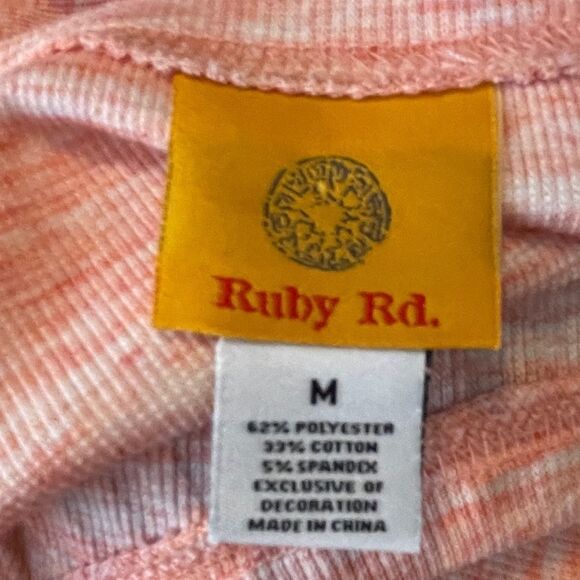 Ruby Rd.
M
62% POLYESTER
33% COTTON
5% SPANDEX
EXCLUSIVE OF
DECORATION
MADE IN CHINA